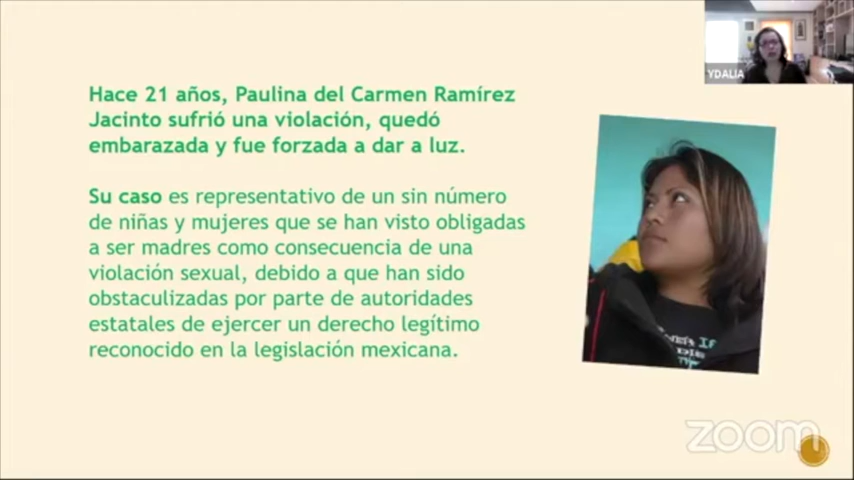 YDALIA
Hace 21 años, Paulina del Carmen Ramírez
Jacinto sufrió una violación, quedó
embarazada y fue forzada a dar a luz.
Su caso es representativo de un sin número
de niñas y mujeres que se han visto obligadas
a ser madres como consecuencia de una
violación sexual, debido a que han sido
obstaculizadas por parte de autoridades
estatales de ejercer un derecho legítimo
reconocido en la legislación mexicana.
zoom